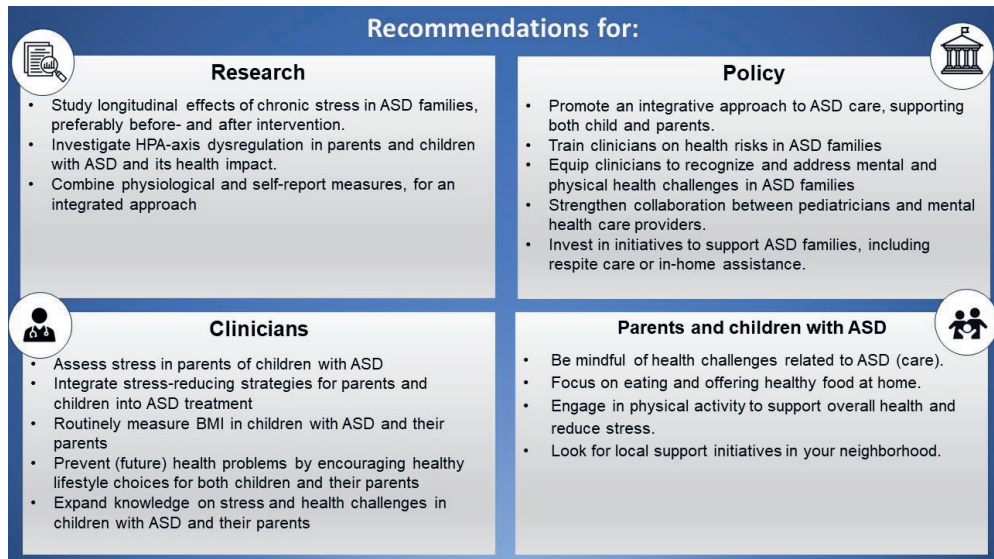 Recommendations for:
Research
• Study longitudinal effects of chronic stress in ASD families,
preferably before- and after intervention.
• Investigate HPA-axis dysregulation in parents and children
with ASD and its health impact.
• Combine physiological and self-report measures, for an
integrated approach
Policy
• Promote an integrative approach to ASD care, supporting
both child and parents.
• Train clinicians on health risks in ASD families
• Equip clinicians to recognize and address mental and
physical health challenges in ASD families
• Strengthen collaboration between pediatricians and mental
health care providers.
• Invest in initiatives to support ASD families, including
respite care or in-home assistance.
Clinicians
• Assess stress in parents of children with ASD
• Integrate stress-reducing strategies for parents and
children into ASD treatment
• Routinely measure BMI in children with ASD and their
parents
• Prevent (future) health problems by encouraging healthy
lifestyle choices for both children and their parents
• Expand knowledge on stress and health challenges in
children with ASD and their parents
Parents and children with ASD
• Be mindful of health challenges related to ASD (care).
• Focus on eating and offering healthy food at home.
• Engage in physical activity to support overall health and
reduce stress.
• Look for local support initiatives in your neighborhood.